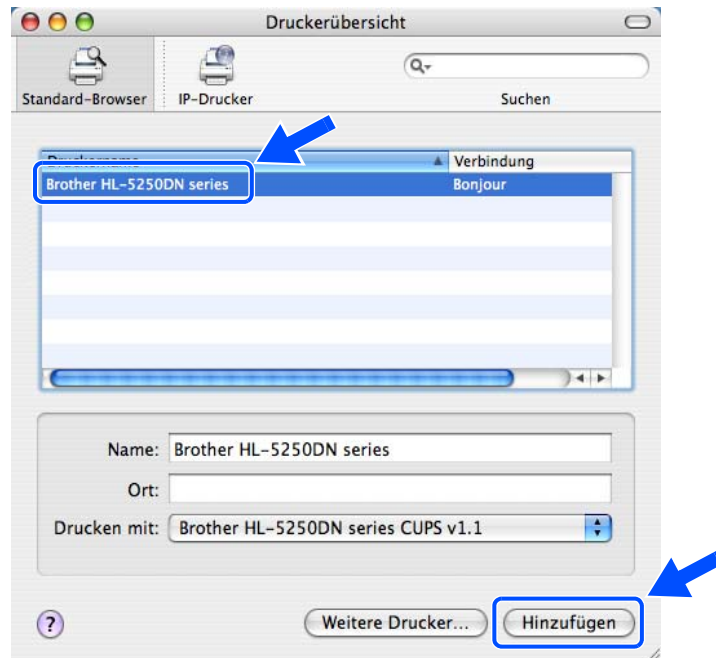 Druckerübersicht
Standard-Browser IP-Drucker Suchen
Druckername Verbindung
Brother HL-5250DN series Bonjour
Name: Brother HL-5250DN series
Ort:
Drucken mit: Brother HL-5250DN series CUPS v1.1
? Weitere Drucker... Hinzufügen